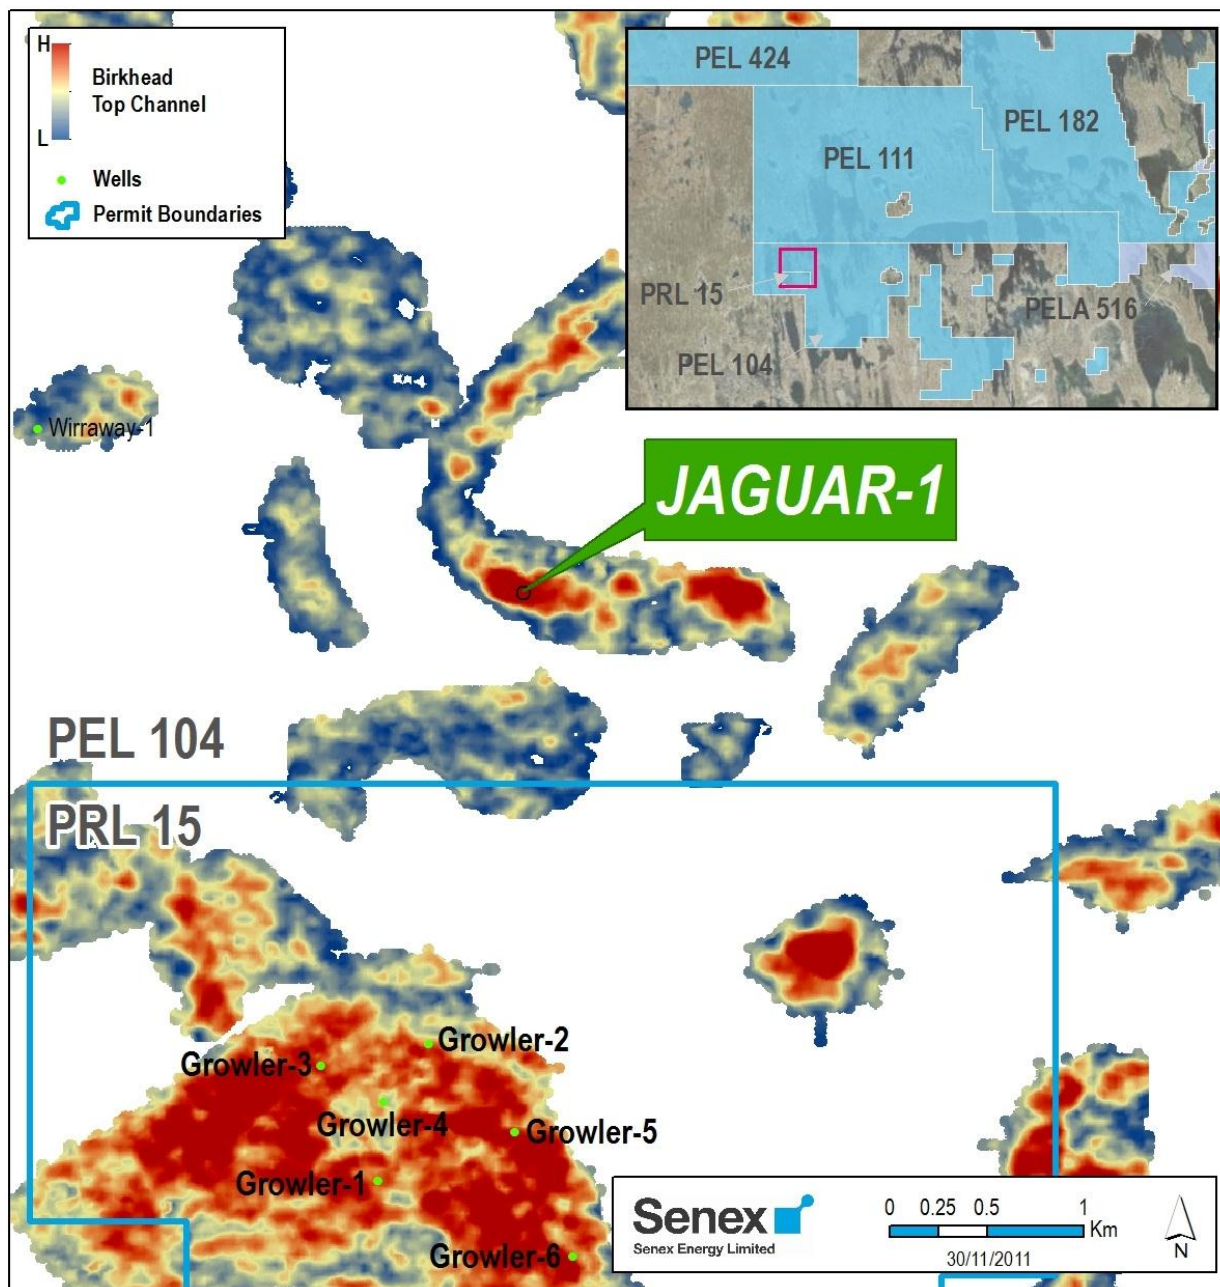 H
Birkhead
Top Channel
L
Wells
Permit Boundaries
PEL 424
PEL 182
PEL 111
PRL 15
PELA 516
PEL 104
Wirraway-1
JAGUAR-1
PEL 104
PRL 15
Growler-2
Growler-3
Growler-4
Growler-5
Growler-1
Growler-6
Senex
Senex Energy Limited
0 0.25 0.5 1
Km
30/11/2011
N